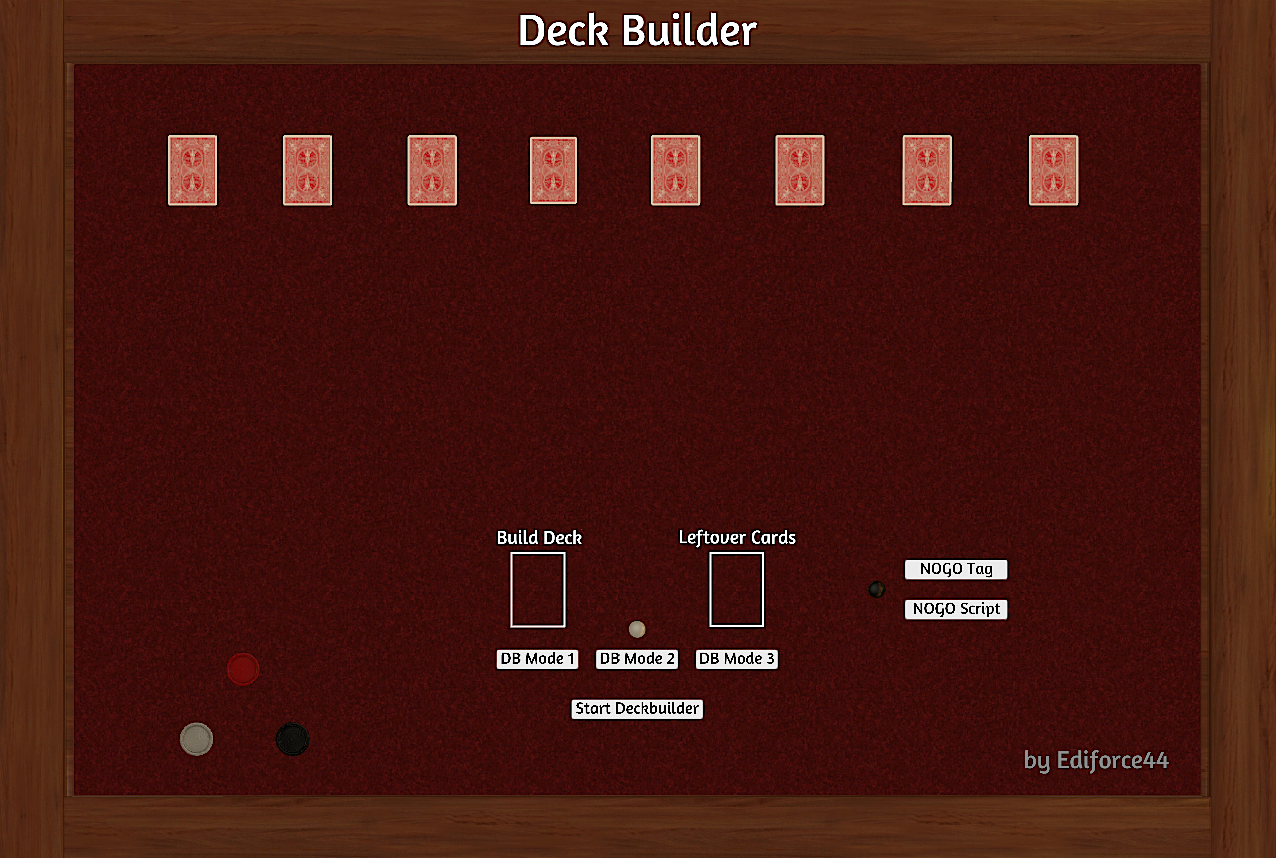 Deck Builder
Build Deck
Leftover Cards
NOGO Tag
NOGO Script
DB Mode 1
DB Mode 2
DB Mode 3
Start Deckbuilder
by Ediforce44